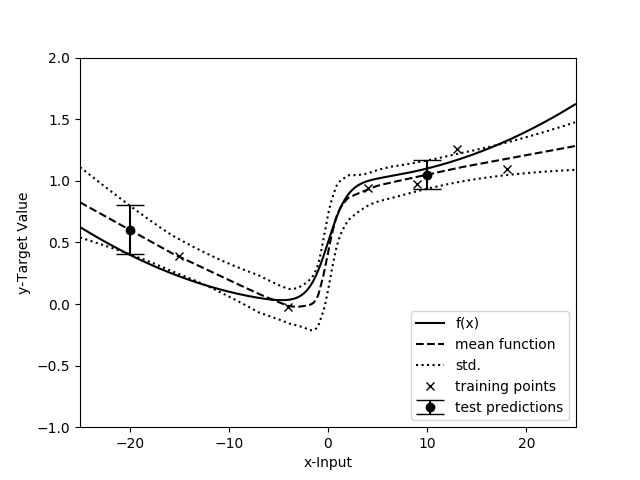 2.0
1.5
1.0
0.5
0.0
−0.5
−1.0
y-Target Value
−20
−10
0
10
20
x-Input
f(x)
mean function
std.
training points
test predictions